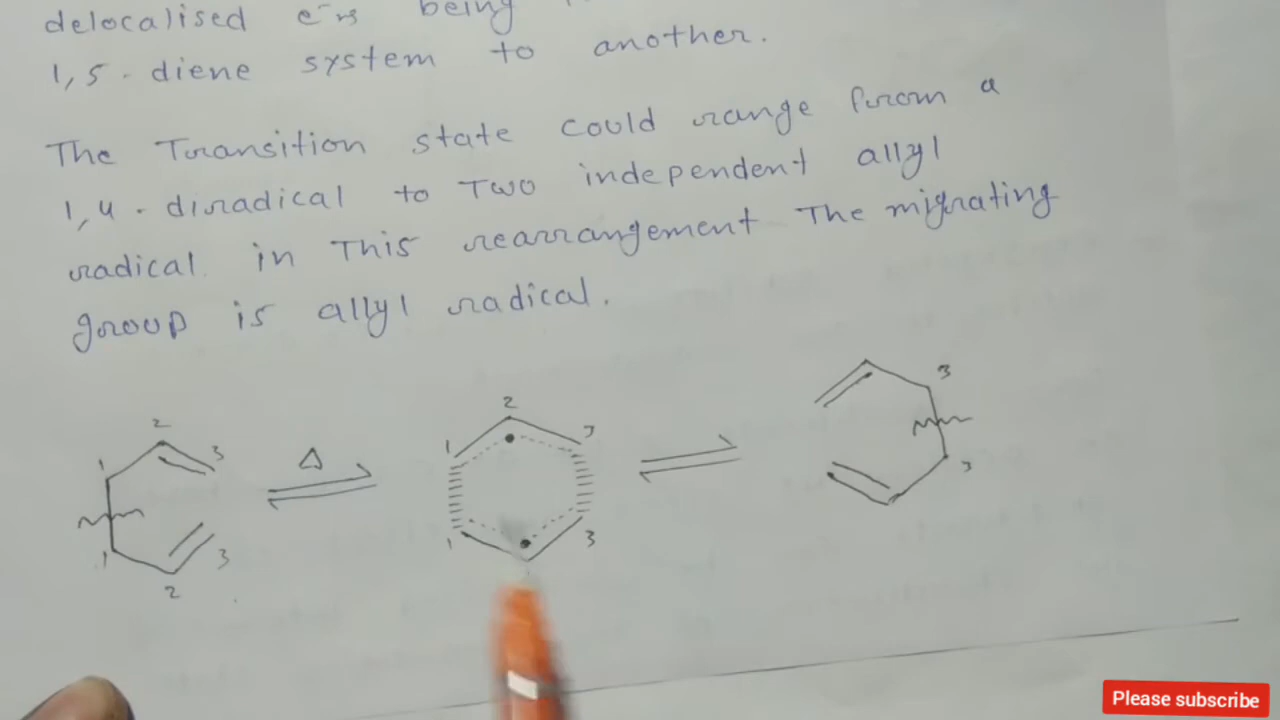 delocalised e⁻rs being
1,5 - diene system to another.
The Transition state could range from a
1,4 - diradical to Two independent allyl
radical in This rearrangement The migrating
group is allyl radical.
2
1 3
Δ
1 3
2
2
1 3
1 3
3
3
Please subscribe